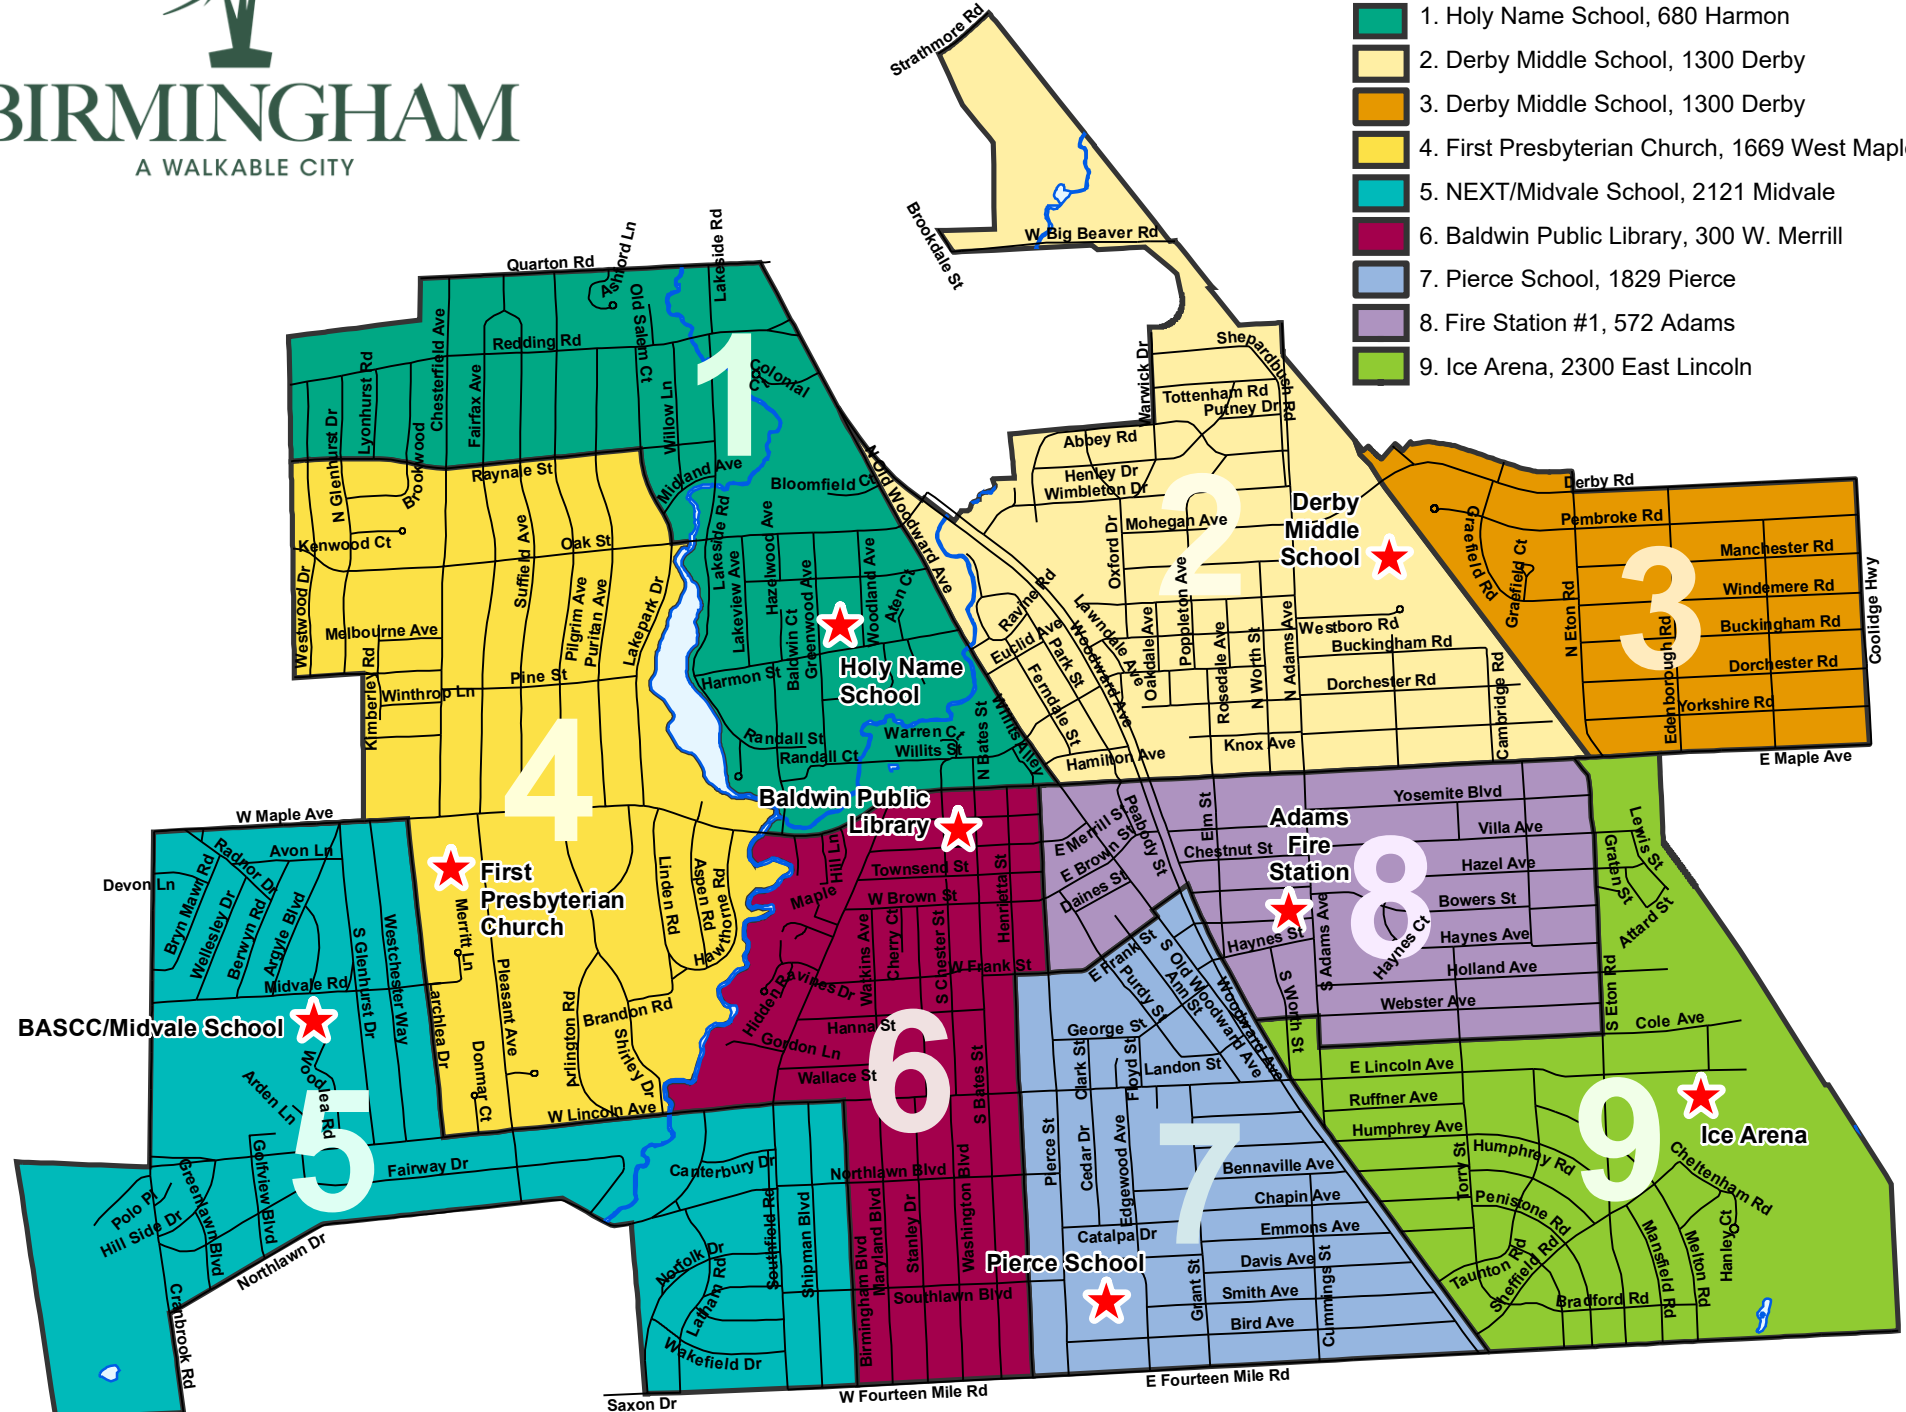 BIRMINGHAM
A WALKABLE CITY
1. Holy Name School, 680 Harmon
2. Derby Middle School, 1300 Derby
3. Derby Middle School, 1300 Derby
4. First Presbyterian Church, 1669 West Maple
5. NEXT/Midvale School, 2121 Midvale
6. Baldwin Public Library, 300 W. Merrill
7. Pierce School, 1829 Pierce
8. Fire Station #1, 572 Adams
9. Ice Arena, 2300 East Lincoln
Strathmore Rd
Brookdale St
W Big Beaver Rd
Quarton Rd
Ashford Ln
Lakeside Rd
Old Salem Ct
Redding Rd
Chesterfield Ave
Lyonhurst Rd
Fairfax Ave
N Glenhurst Dr
Brookwood
Willow Ln
Colonial
Ct
1
Midland Ave
Bloomfield Ct
N Old Woodward Ave
Raynale St
Kenwood Ct
Oak St
Suffield Ave
Pilgrim Ave
Puritan Ave
Lakepark Dr
Westwood Dr
Melbourne Ave
Kimberley Rd
Winthrop Ln
Pine St
4
Lakeside Rd
Lakeview Ave
Hazelwood Ave
Baldwin Ct
Greenwood Ave
Woodland Ave
Aten Ct
Harmon St
Holy Name
School
Randall St
Randall Ct
Warren C
Willits St
N Bates St
Willits Alley
Warwick Dr
Shepardbush Rd
Tottenham Rd
Putney Dr
Abbey Rd
Henley Dr
Wimbleton Dr
2
Mohegan Ave
Oxford Dr
Derby
Middle
School
Ravine Rd
Euclid Ave
Park St
Ferndale St
Lawndale Ave
Woodward Ave
Oakdale Ave
Poppleton Ave
Rosedale Ave
N Worth St
N Adams Ave
Westboro Rd
Buckingham Rd
Dorchester Rd
Cambridge Rd
Knox Ave
Hamilton Ave
Derby Rd
Pembroke Rd
Graefield Rd
Graefield Ct
Manchester Rd
Windemere Rd
3
N Eton Rd
Edenborough Rd
Buckingham Rd
Dorchester Rd
Yorkshire Rd
Coolidge Hwy
E Maple Ave
W Maple Ave
Devon Ln
Radnor Dr
Avon Ln
Bryn Mawr Rd
Wellesley Dr
Berwyn Rd
Argyle Blvd
S Glenhurst Dr
Westchester Way
Midvale Rd
BASCC/Midvale School
Woodlea Rd
Arden Ln
5
Golfview Blvd
Greenlawn Blvd
Polo Pl
Hill Side Dr
Fairway Dr
Northlawn Dr
Cranbrook Rd
First
Presbyterian
Church
Merritt Ln
Pleasant Ave
Larchlea Dr
Donmar Ct
Arlington Rd
Shirley Dr
Brandon Rd
Linden Rd
Aspen Rd
Hawthorne Rd
W Lincoln Ave
Baldwin Public
Library
Hill Ln
Maple
Townsend St
W Brown St
Henrietta St
Watkins Ave
Cherry Ct
S Chester St
W Frank St
Ravines Dr
Hidden R
Hanna St
Gordon Ln
Wallace St
6
S Bates St
Canterbury Dr
Northlawn Blvd
Norfolk Dr
Latham Rd
Southfield Rd
Shipman Blvd
Birmingham Blvd
Maryland Blvd
Stanley Dr
Washington Blvd
Southlawn Blvd
Wakefield Dr
Saxon Dr
W Fourteen Mile Rd
Elm St
Peabody St
E Merrill St
E Brown St
Daines St
Adams
Fire
Station
Chestnut St
Yosemite Blvd
Villa Ave
Hazel Ave
8
Bowers St
Haynes Ct
Haynes St
Haynes Ave
Holland Ave
Webster Ave
S Adams Ave
S Worth St
E Frank St
Purdy St
Ann St
S Old Woodward Ave
Woodward Ave
George St
Clark St
Floyd St
Landon St
Pierce St
Cedar Dr
Edgewood Ave
7
Bennaville Ave
Chapin Ave
Emmons Ave
Catalpa Dr
Pierce School
Grant St
Davis Ave
Smith Ave
Bird Ave
Cummings St
E Fourteen Mile Rd
Lewis St
Graten St
Attard St
S Eton Rd
Cole Ave
E Lincoln Ave
Ruffner Ave
Humphrey Ave
9
Ice Arena
Torry St
Humphrey Rd
Penistone Rd
Cheltenham Rd
Taunton Rd
Sheffield Rd
Mansfield Rd
Melton Rd
Hanley Ct
Bradford Rd